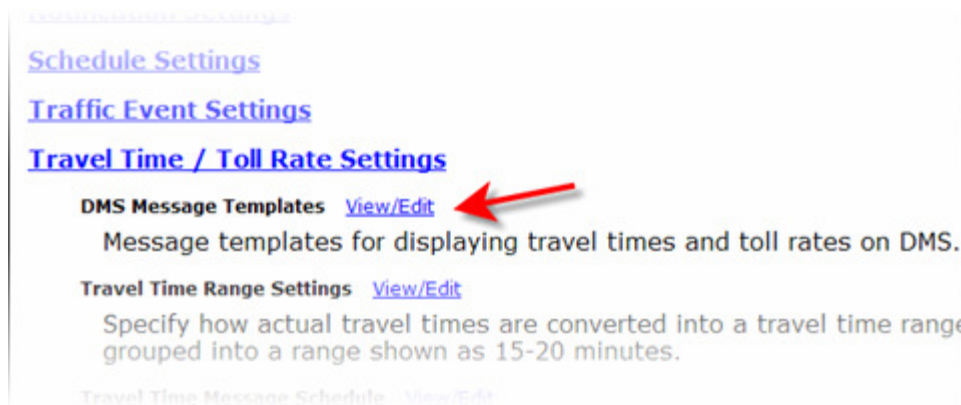 Notification Settings
Schedule Settings
Traffic Event Settings
Travel Time / Toll Rate Settings
DMS Message Templates View/Edit
Message templates for displaying travel times and toll rates on DMS.
Travel Time Range Settings View/Edit
Specify how actual travel times are converted into a travel time range
grouped into a range shown as 15-20 minutes.
Travel Time Message Schedule View/Edit